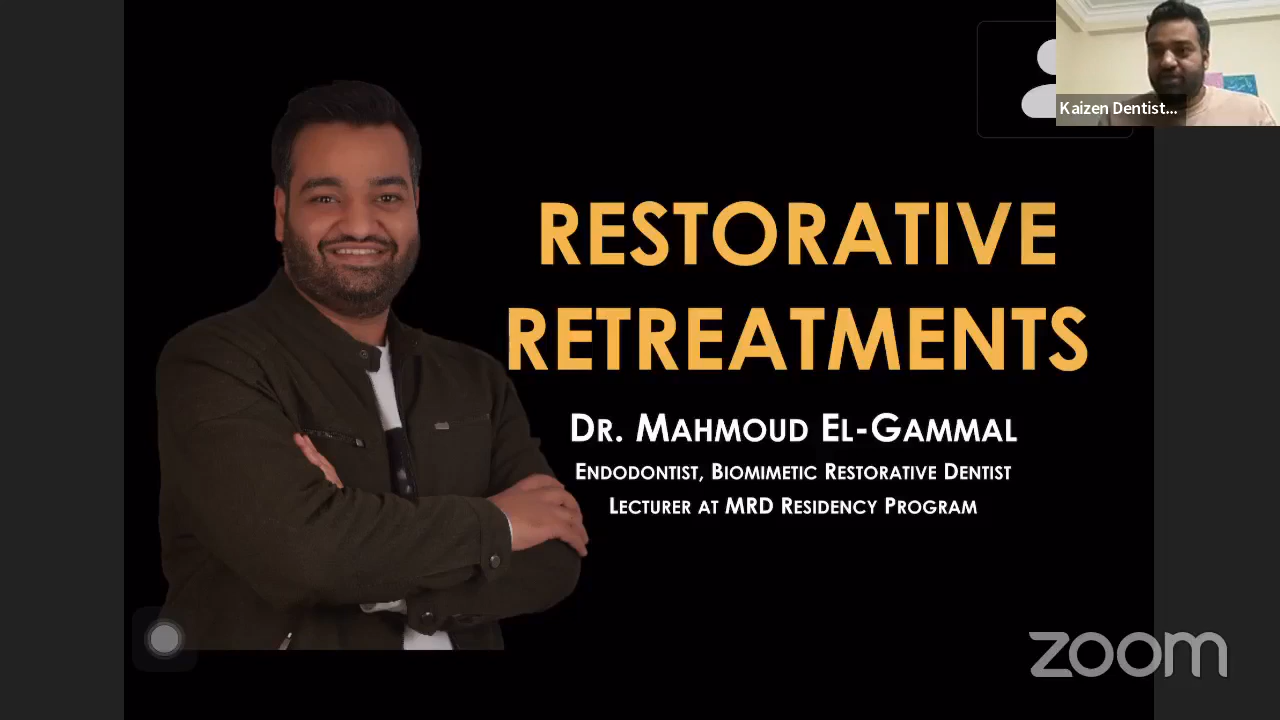 Kaizen Dentist...
RESTORATIVE
RETREATMENTS
DR. MAHMOUD EL-GAMMAL
ENDODONTIST, BIOMIMETIC RESTORATIVE DENTIST
LECTURER AT MRD RESIDENCY PROGRAM
zoom